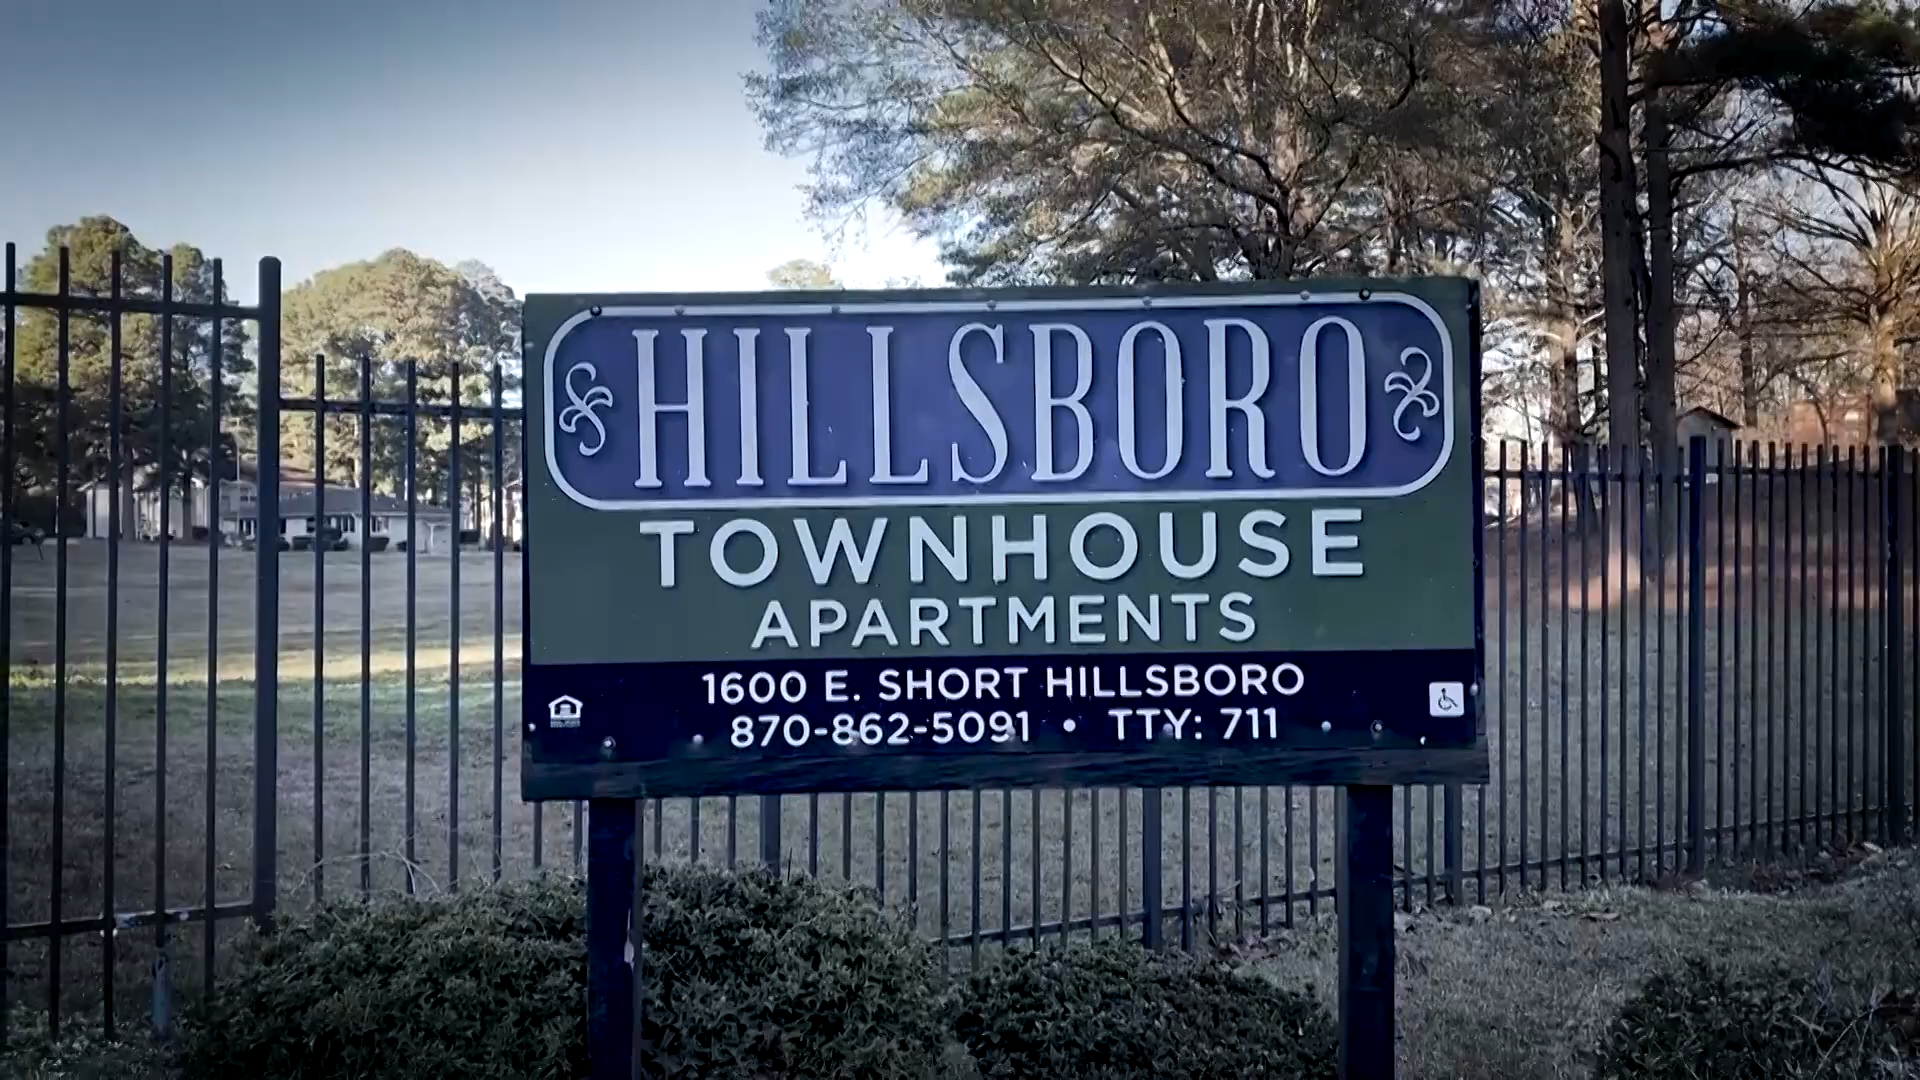 HILLSBORO
TOWNHOUSE
APARTMENTS
1600 E. SHORT HILLSBORO
870-862-5091 • TTY: 711